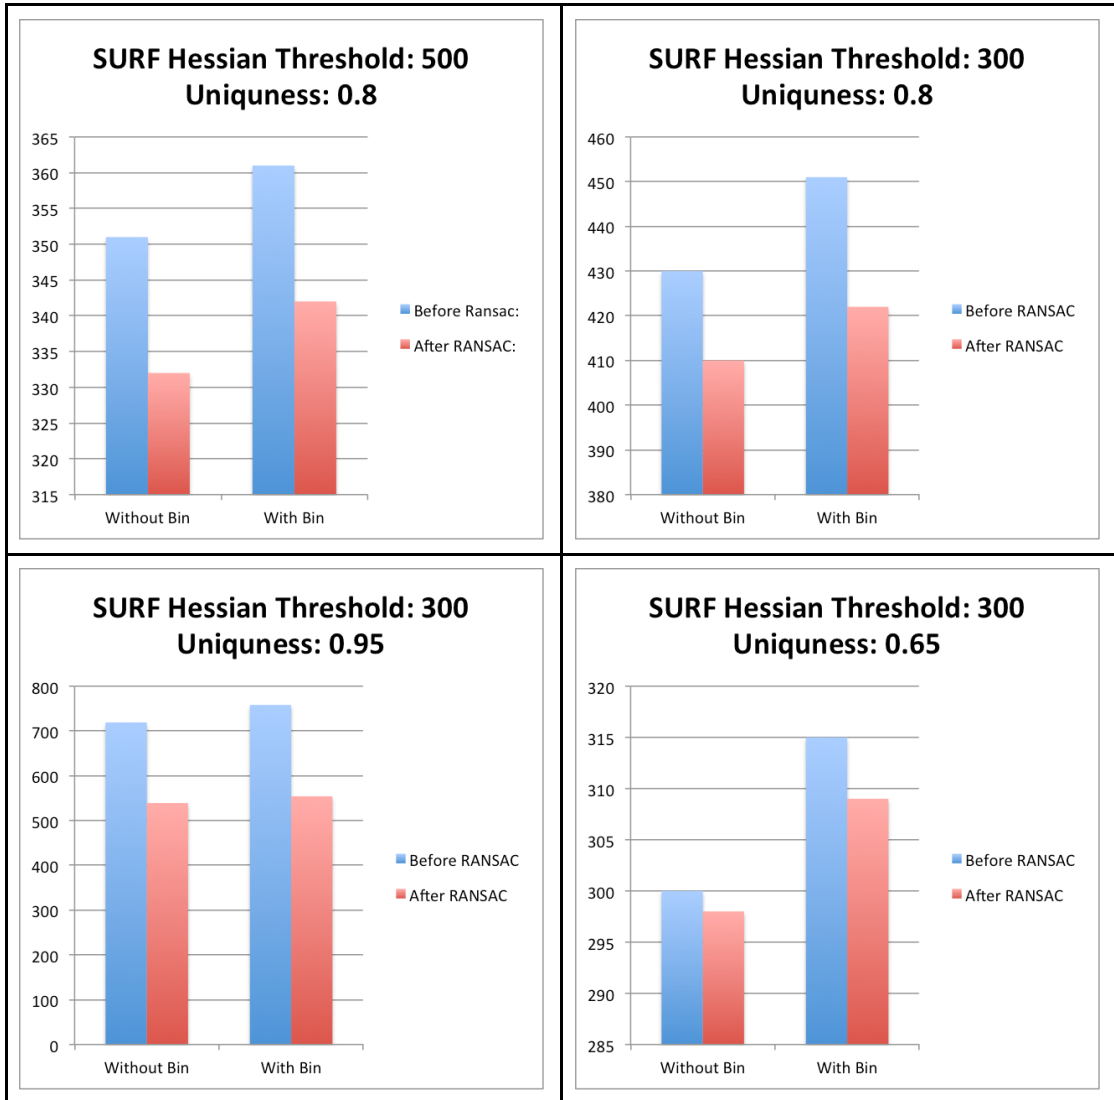 SURF Hessian Threshold: 500
Uniquness: 0.8
365
360
355
350
345
340
335
330
325
320
315
Without Bin
With Bin
Before Ransac:
After RANSAC:
SURF Hessian Threshold: 300
Uniquness: 0.8
460
450
440
430
420
410
400
390
380
Without Bin
With Bin
Before RANSAC
After RANSAC
SURF Hessian Threshold: 300
Uniquness: 0.95
800
700
600
500
400
300
200
100
0
Without Bin
With Bin
Before RANSAC
After RANSAC
SURF Hessian Threshold: 300
Uniquness: 0.65
320
315
310
305
300
295
290
285
Without Bin
With Bin
Before RANSAC
After RANSAC